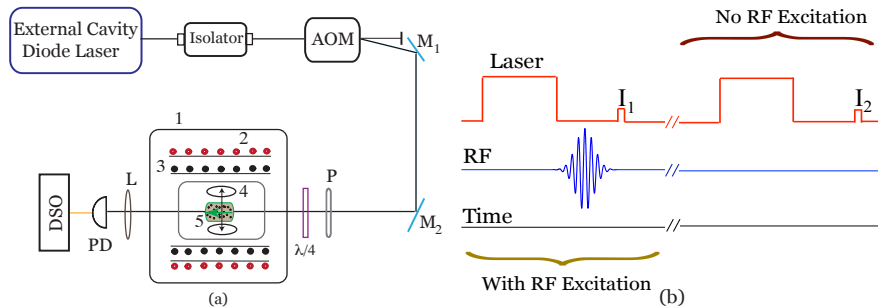 External Cavity
Diode Laser
Isolator
AOM
M1
1
2
3
4
5
L
P
DSO
PD
λ/4
M2
(a)
No RF Excitation
Laser
I1
I2
//
//
RF
//
Time
//
With RF Excitation
(b)